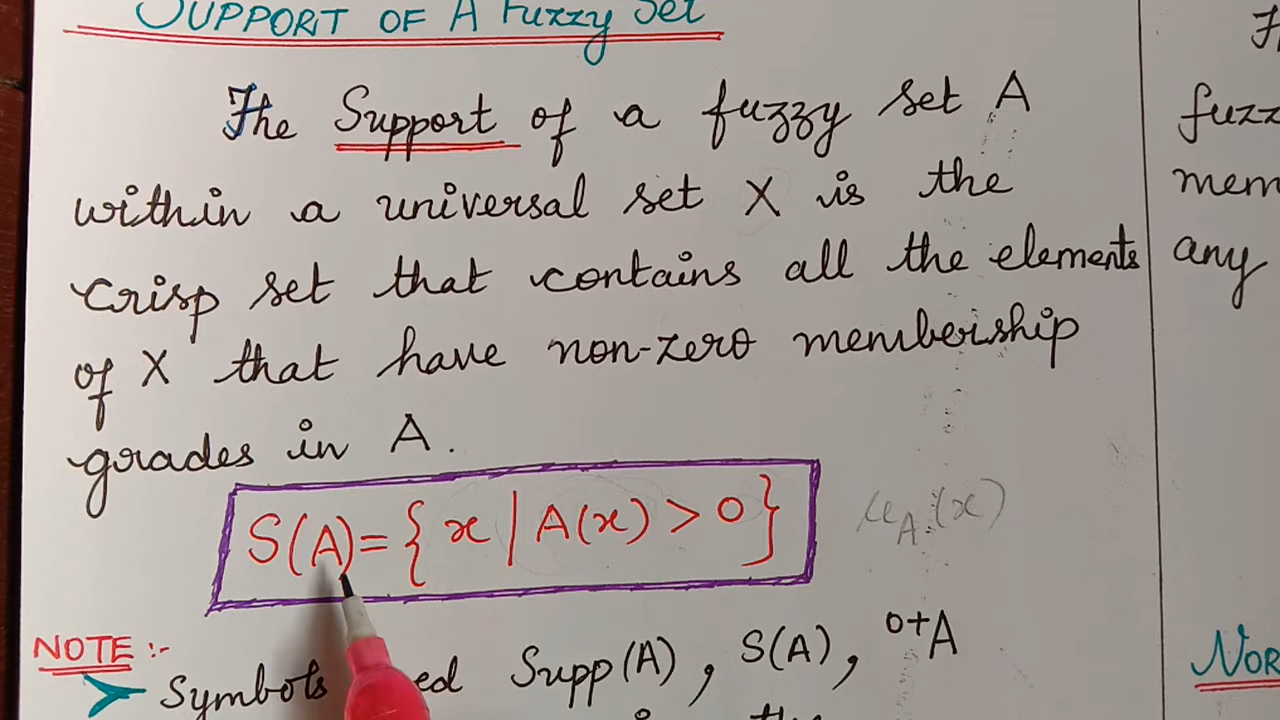 SUPPORT OF A Fuzzy Set
The Support of a fuzzy set A
within a universal set X is the
crisp set that contains all the elements
of X that have non-zero membership
grades in A.
S(A) = { x | A(x) > 0 }
μA(x)
NOTE :-
➤ Symbols Supp(A), S(A), 0+A
the
fuzz
mem
any
NOR